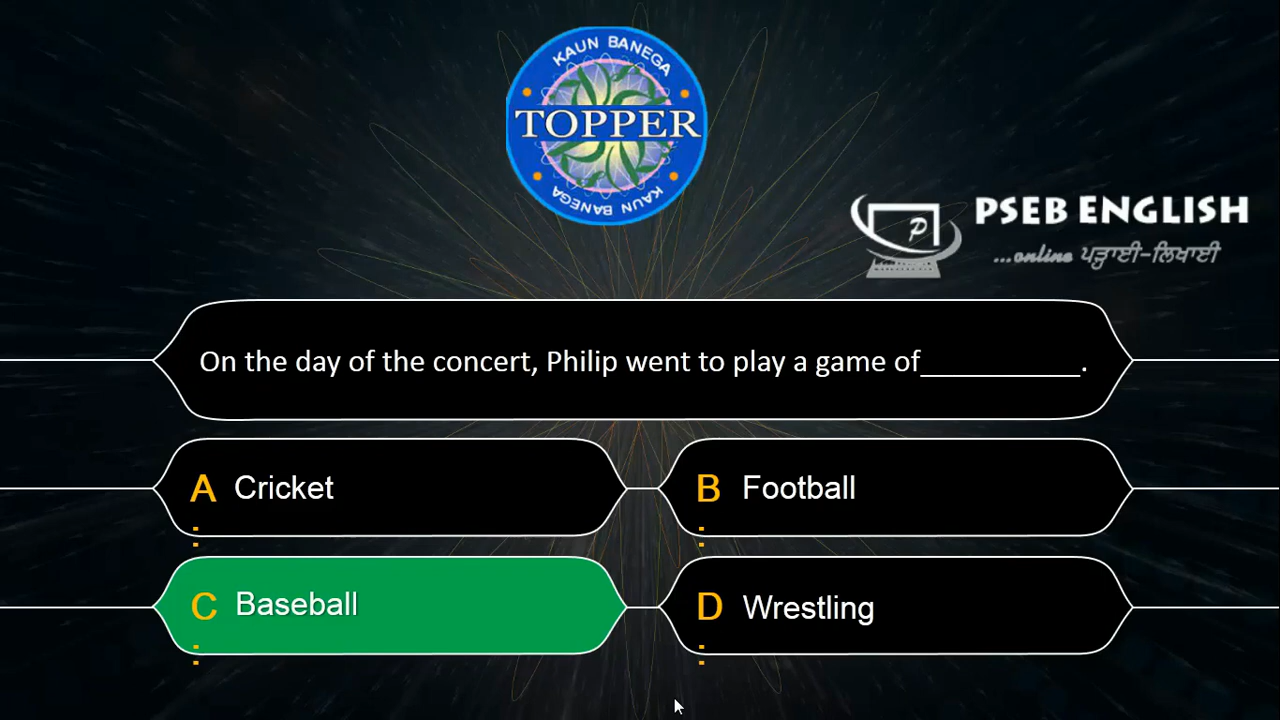 KAUN BANEGA
TOPPER
KAUN BANEGA
PSEB ENGLISH
...online ਪੜ੍ਹਾਈ-ਲਿਖਾਈ
On the day of the concert, Philip went to play a game of__________.
A: Cricket
B: Football
C: Baseball
D: Wrestling